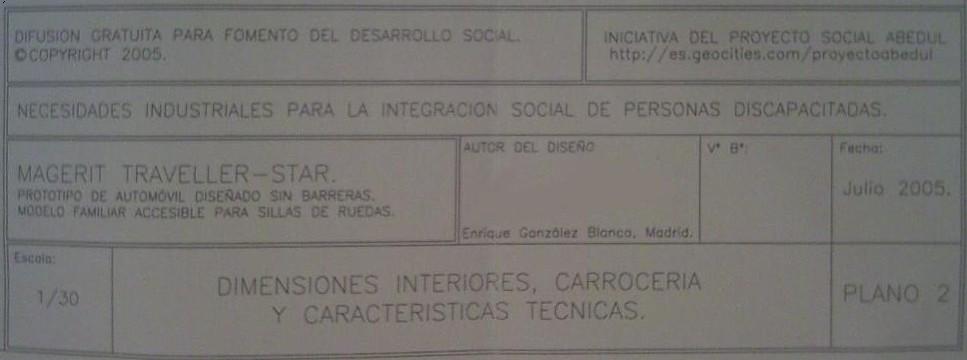 DIFUSION GRATUITA PARA FOMENTO DEL DESARROLLO SOCIAL.
©COPYRIGHT 2005.
INICIATIVA DEL PROYECTO SOCIAL ABEDUL
http://es.geocities.com/proyectoabedul
NECESIDADES INDUSTRIALES PARA LA INTEGRACION SOCIAL DE PERSONAS DISCAPACITADAS.
MAGERIT TRAVELLER-STAR.
PROTOTIPO DE AUTOMÓVIL DISEÑADO SIN BARRERAS.
MODELO FAMILIAR ACCESIBLE PARA SILLAS DE RUEDAS.
AUTOR DEL DISEÑO
Enrique González Blanco, Madrid.
Vº Bº:
Fecha:
Julio 2005.
Escala:
1/30
DIMENSIONES INTERIORES, CARROCERIA
Y CARACTERISTICAS TECNICAS.
PLANO 2